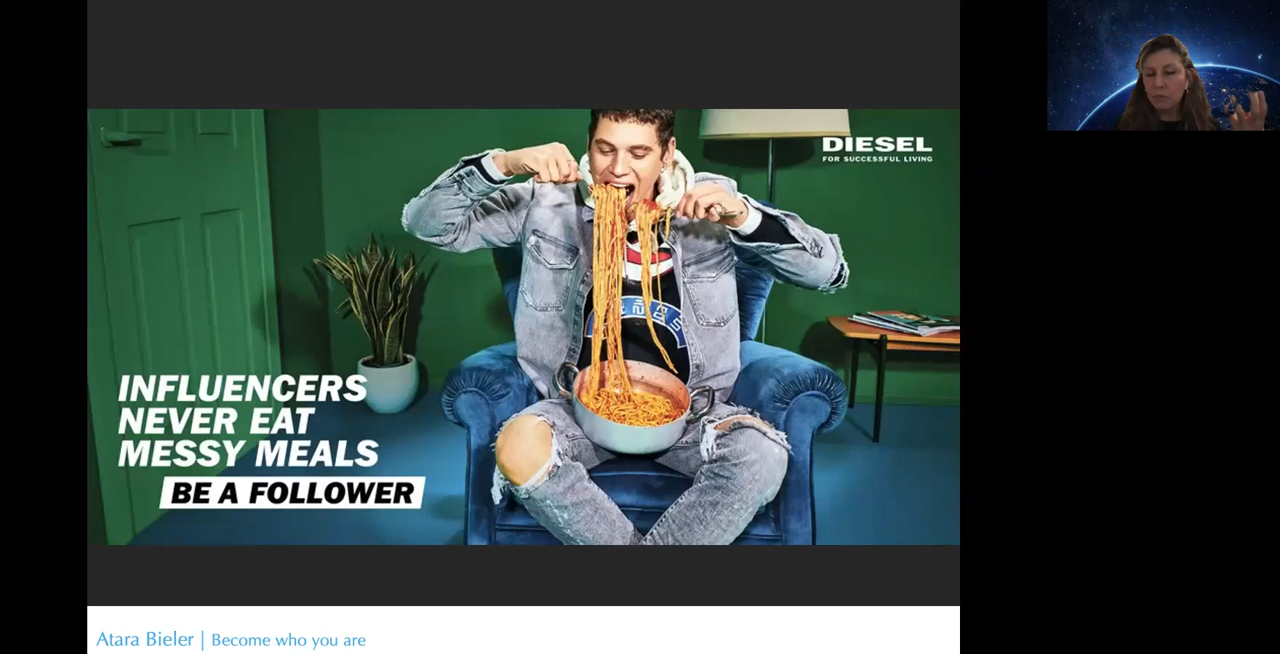 DIESEL
FOR SUCCESSFUL LIVING
INFLUENCERS
NEVER EAT
MESSY MEALS
BE A FOLLOWER
Atara Bieler | Become who you are